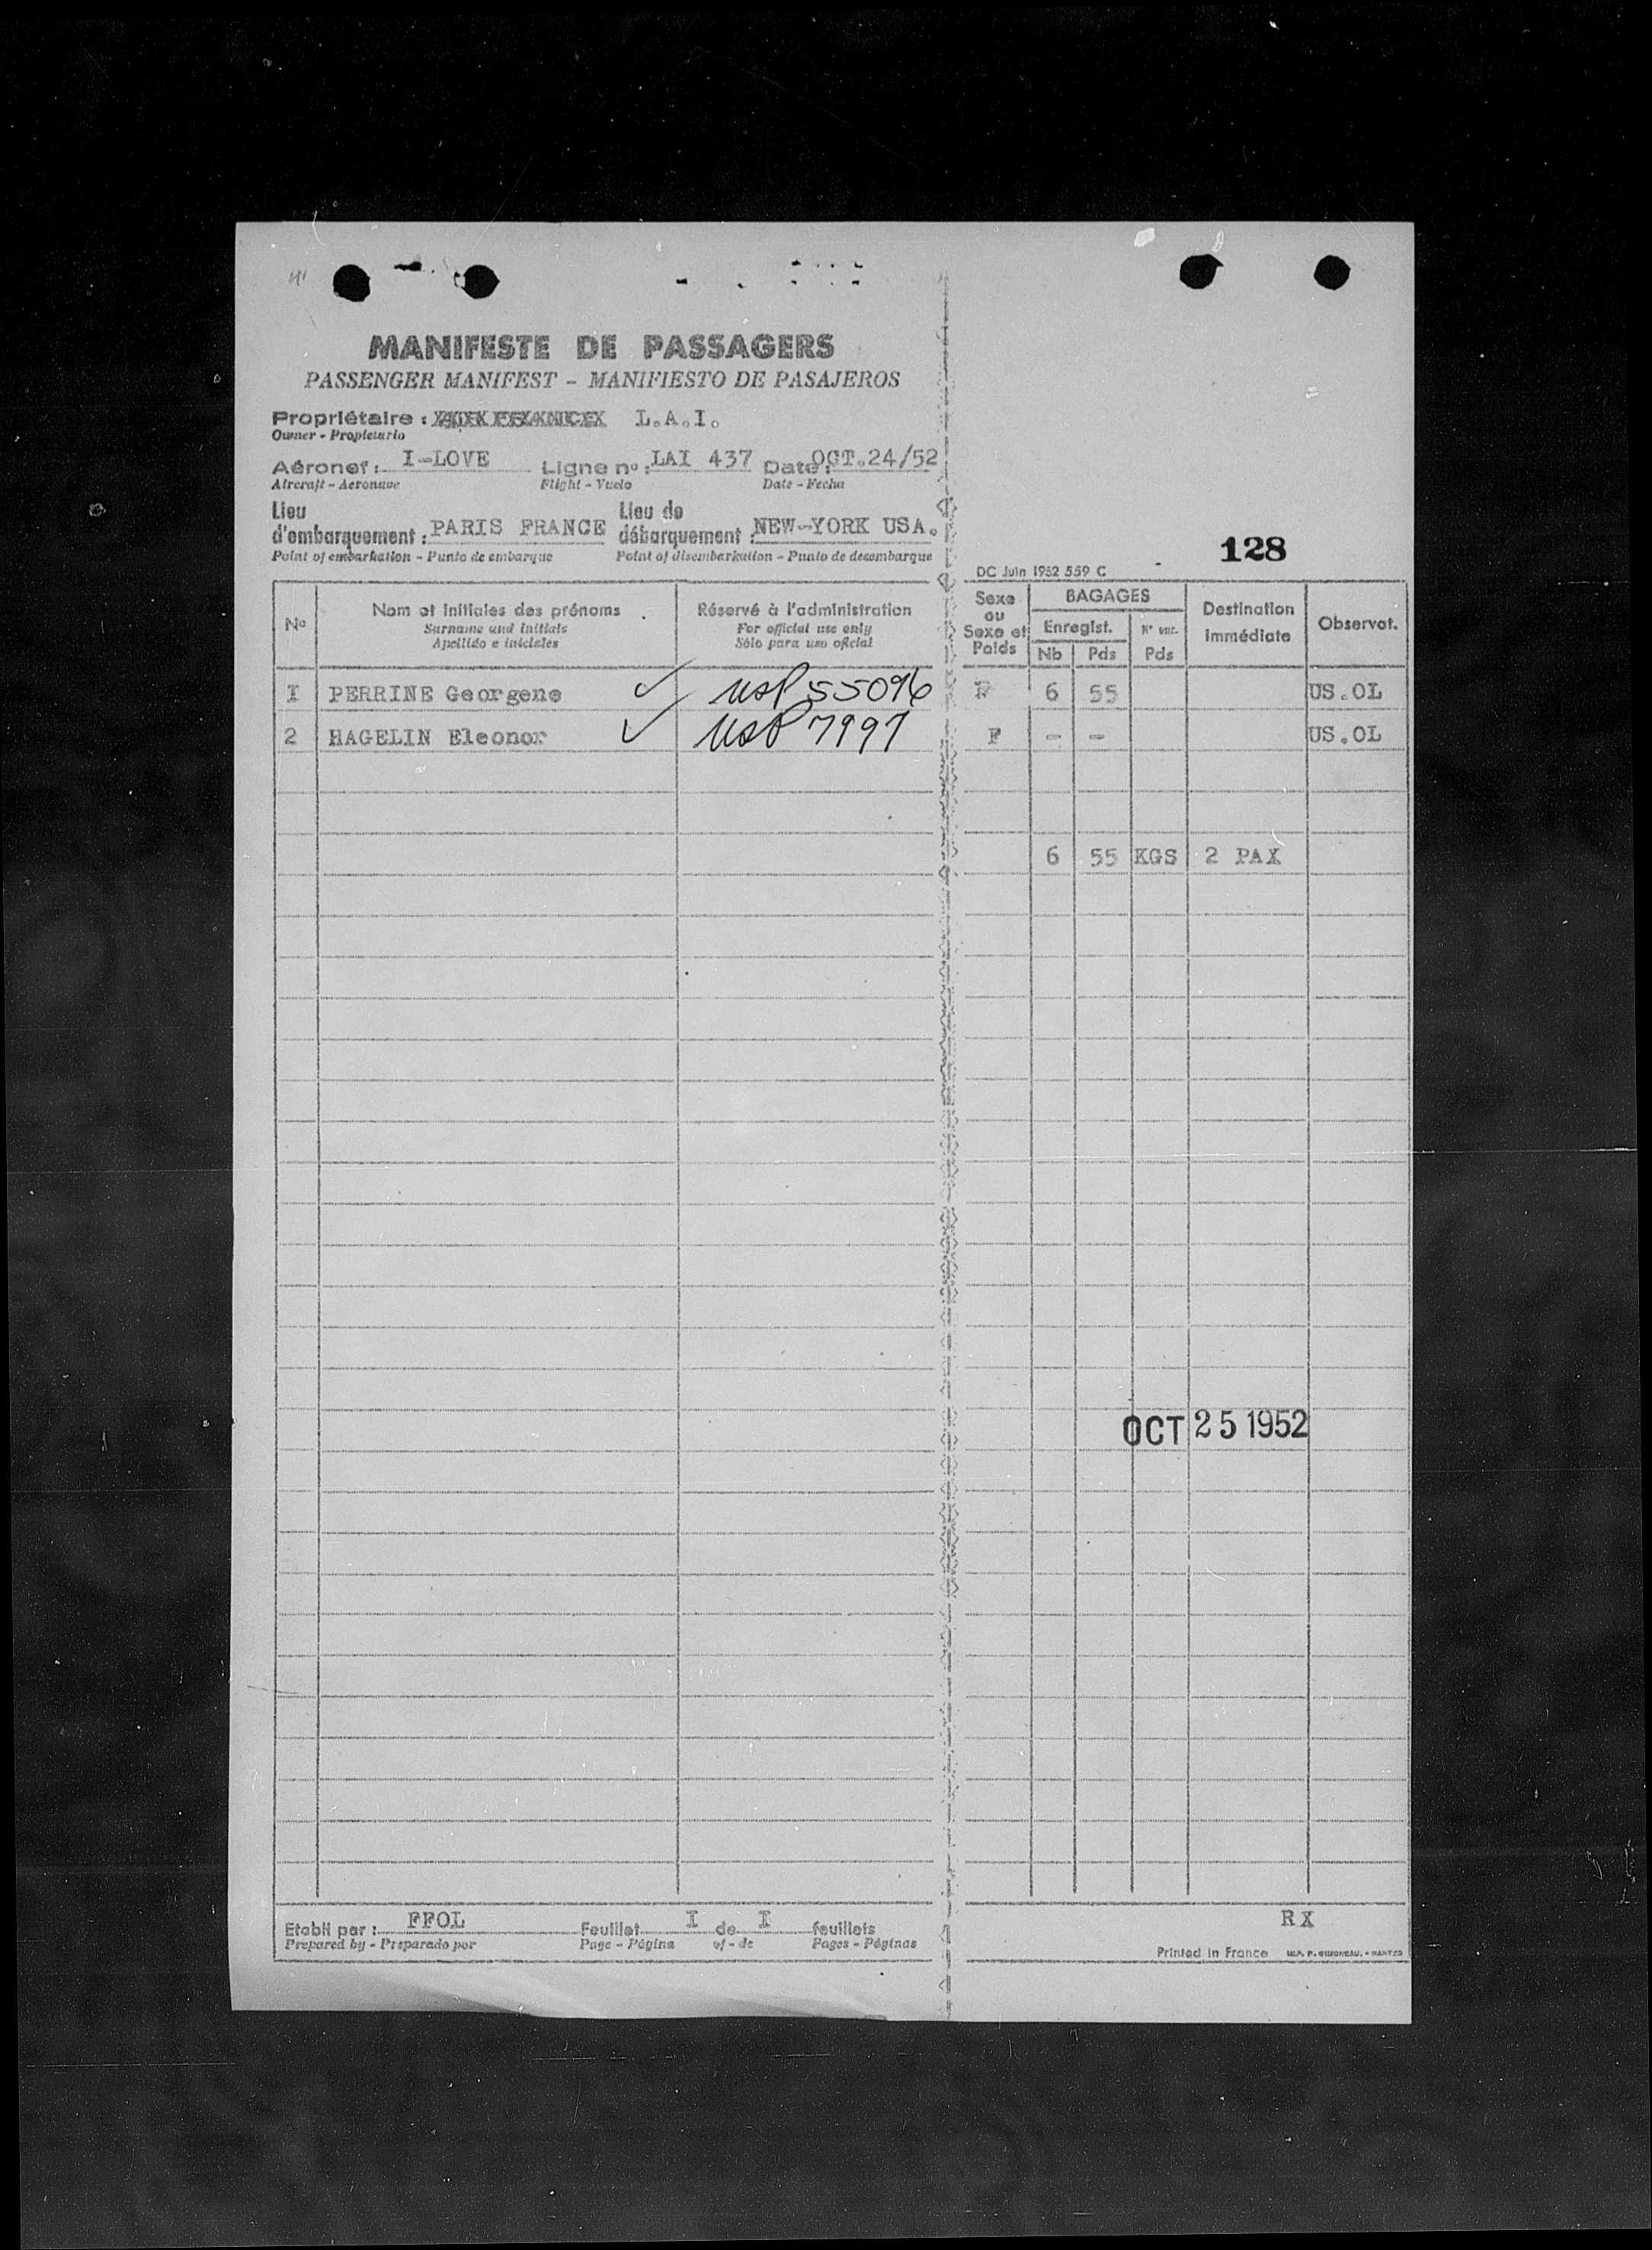 MANIFESTE DE PASSAGERS
PASSENGER MANIFEST - MANIFIESTO DE PASAJEROS
Propriétaire : L.A.I.
Owner - Propietario
Aéronef : I-LOVE Ligne nº : LAI 437 Date : OCT.24/52
Aircraft - Aeronave Flight - Vuelo Date - Fecha
Lieu d'embarquement : PARIS FRANCE Lieu de débarquement : NEW-YORK USA.
Point of embarkation - Punto de embarque Point of disembarkation - Punto de desembarque
128
DC Juin 1952 559 C
Nº Nom et initiales des prénoms Réservé à l'administration Sexe ou Sexe et Poids BAGAGES Destination immédiate Observat.
Surname and initials For official use only Enregist.
Apellido e iniciales Sólo para uso oficial Nb Pds Pds
I PERRINE Georgene ✓ USP 55096 F 6 55 US.OL
2 HAGELIN Eleonor ✓ USP 7997 F - - US.OL
6 55 KGS 2 PAX
OCT 25 1952
Etabli par : FFOL Feuillet I de I feuillets RX
Prepared by - Preparado por Page - Página of - de Pages - Páginas
Printed in France